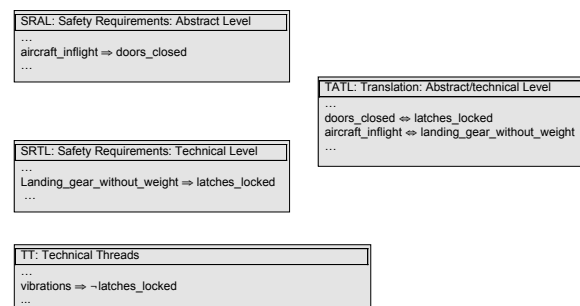 SRAL: Safety Requirements: Abstract Level
…
aircraft_inflight ⇒ doors_closed
…
TATL: Translation: Abstract/technical Level
…
doors_closed ⇔ latches_locked
aircraft_inflight ⇔ landing_gear_without_weight
…
SRTL: Safety Requirements: Technical Level
…
Landing_gear_without_weight ⇒ latches_locked
…
TT: Technical Threads
…
vibrations ⇒ ¬latches_locked
...